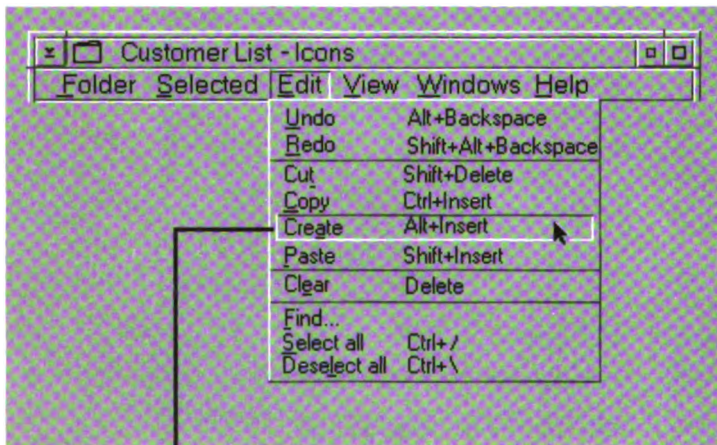 Customer List - Icons
Folder Selected Edit View Windows Help
Undo Alt+Backspace
Redo Shift+Alt+Backspace
Cut Shift+Delete
Copy Ctrl+Insert
Create Alt+Insert
Paste Shift+Insert
Clear Delete
Find...
Select all Ctrl+/
Deselect all Ctrl+\